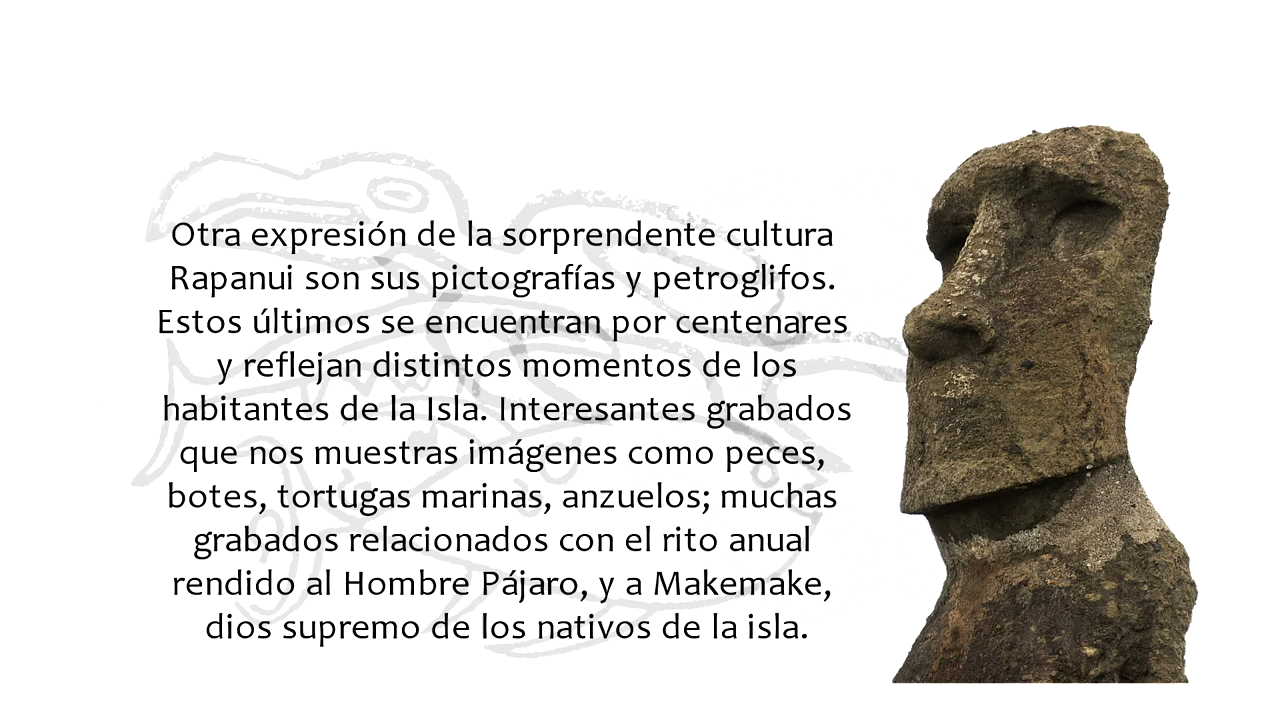 Otra expresión de la sorprendente cultura
Rapanui son sus pictografías y petroglifos.
Estos últimos se encuentran por centenares
y reflejan distintos momentos de los
habitantes de la Isla. Interesantes grabados
que nos muestras imágenes como peces,
botes, tortugas marinas, anzuelos; muchas
grabados relacionados con el rito anual
rendido al Hombre Pájaro, y a Makemake,
dios supremo de los nativos de la isla.